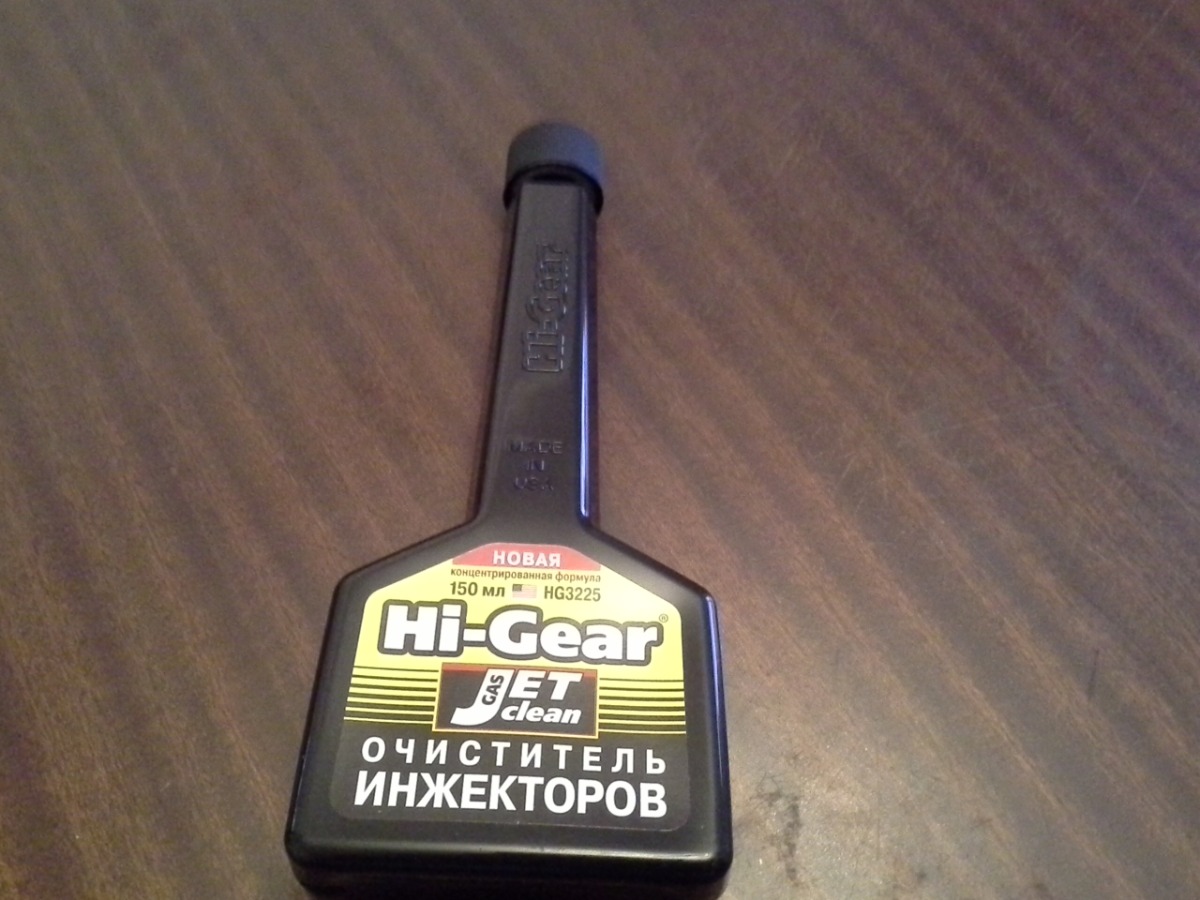 Hi-Gear
MADE
IN
USA
НОВАЯ
концентрированная формула
150 мл HG3225
Hi-Gear®
GAS JET
clean
ОЧИСТИТЕЛЬ
ИНЖЕКТОРОВ